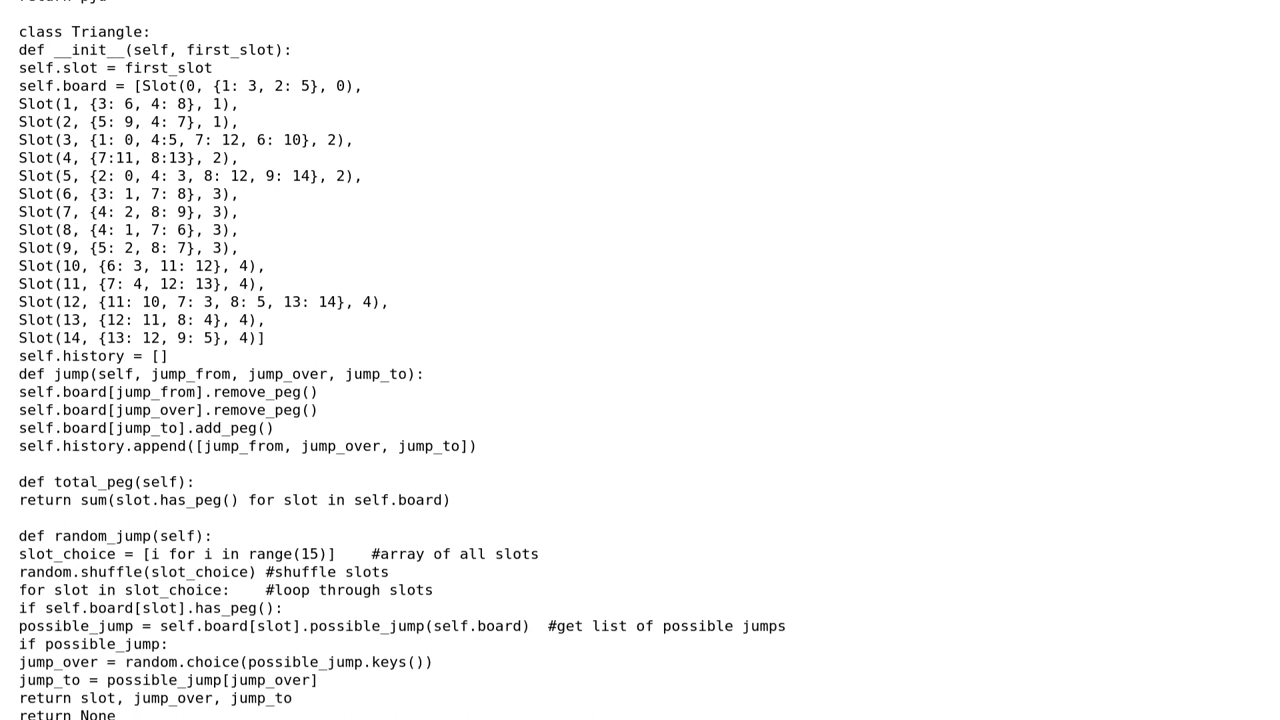 return pja
class Triangle:
def __init__(self, first_slot):
self.slot = first_slot
self.board = [Slot(0, {1: 3, 2: 5}, 0),
Slot(1, {3: 6, 4: 8}, 1),
Slot(2, {5: 9, 4: 7}, 1),
Slot(3, {1: 0, 4:5, 7: 12, 6: 10}, 2),
Slot(4, {7:11, 8:13}, 2),
Slot(5, {2: 0, 4: 3, 8: 12, 9: 14}, 2),
Slot(6, {3: 1, 7: 8}, 3),
Slot(7, {4: 2, 8: 9}, 3),
Slot(8, {4: 1, 7: 6}, 3),
Slot(9, {5: 2, 8: 7}, 3),
Slot(10, {6: 3, 11: 12}, 4),
Slot(11, {7: 4, 12: 13}, 4),
Slot(12, {11: 10, 7: 3, 8: 5, 13: 14}, 4),
Slot(13, {12: 11, 8: 4}, 4),
Slot(14, {13: 12, 9: 5}, 4)]
self.history = []
def jump(self, jump_from, jump_over, jump_to):
self.board[jump_from].remove_peg()
self.board[jump_over].remove_peg()
self.board[jump_to].add_peg()
self.history.append([jump_from, jump_over, jump_to])
def total_peg(self):
return sum(slot.has_peg() for slot in self.board)
def random_jump(self):
slot_choice = [i for i in range(15)]    #array of all slots
random.shuffle(slot_choice) #shuffle slots
for slot in slot_choice:    #loop through slots
if self.board[slot].has_peg():
possible_jump = self.board[slot].possible_jump(self.board)  #get list of possible jumps
if possible_jump:
jump_over = random.choice(possible_jump.keys())
jump_to = possible_jump[jump_over]
return slot, jump_over, jump_to
return None